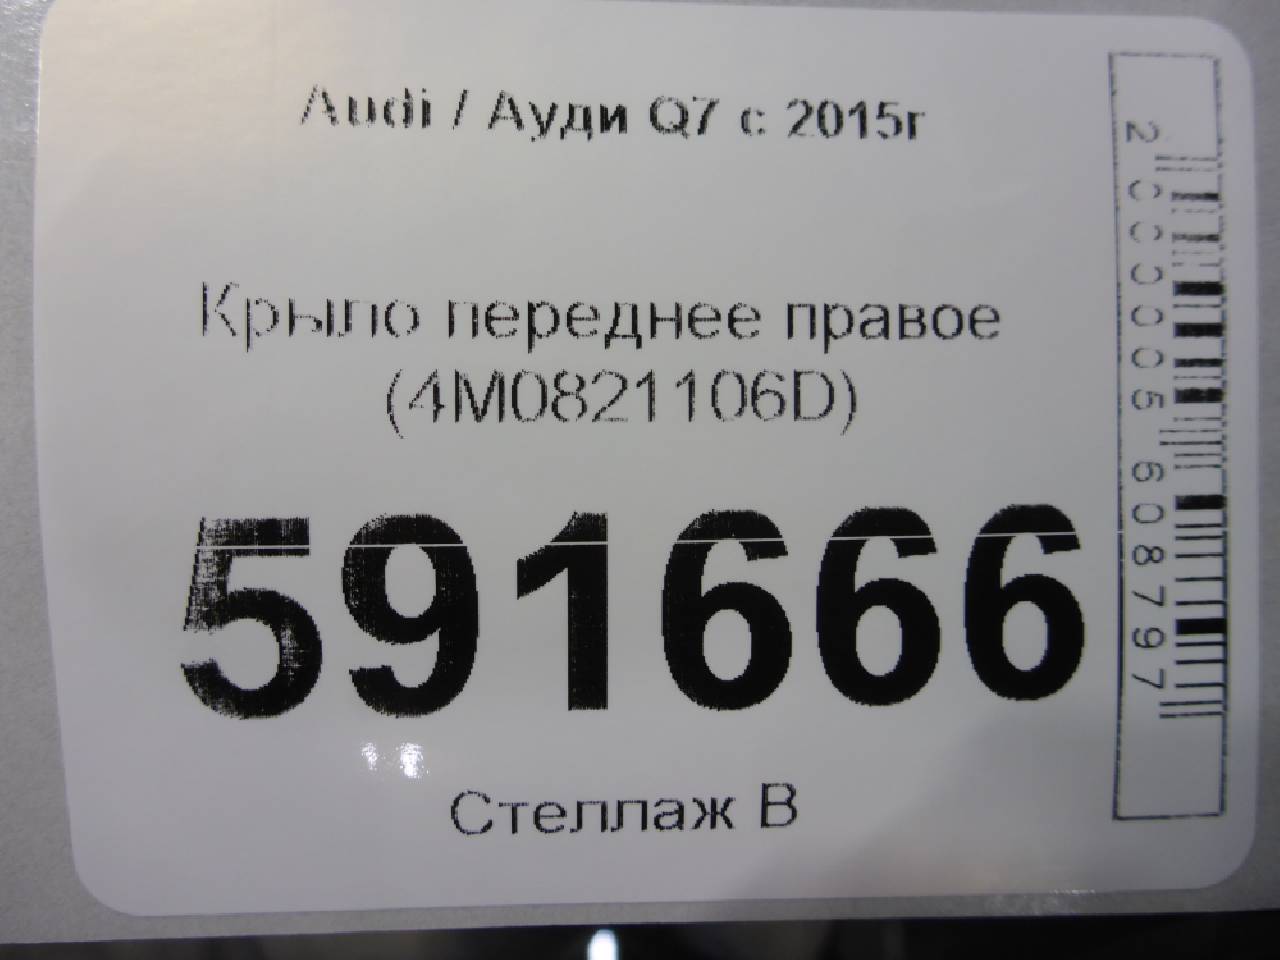 Audi / Ауди Q7 с 2015г
Крыло переднее правое
(4M0821106D)
591666
Стеллаж В
2000005608797